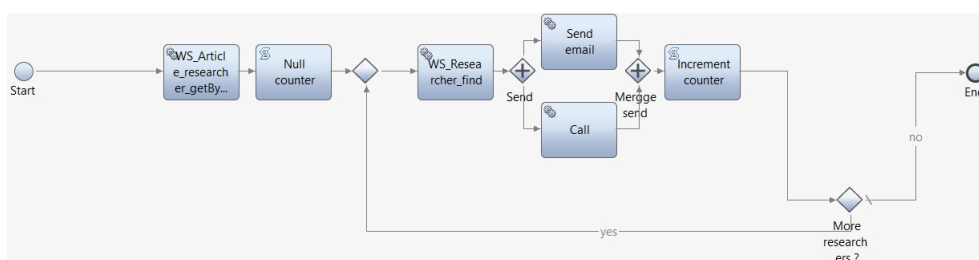 Start
WS_Articl
e_research
er_getBy...
Null
counter
WS_Resea
rcher_find
Send
Send
email
Call
Mergge
send
Increment
counter
yes
More
research
ers ?
no
End